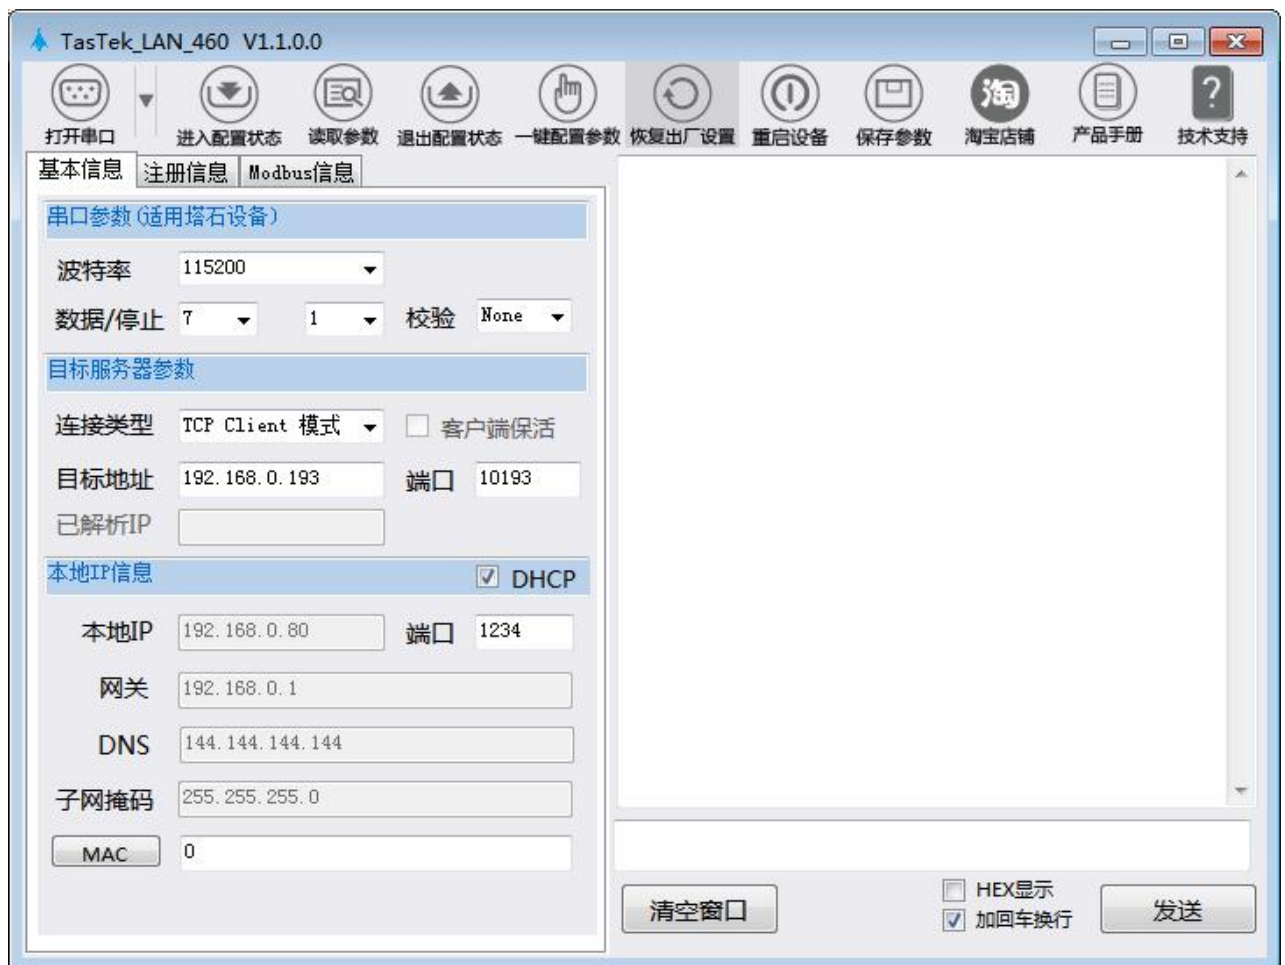 TasTek_LAN_460 V1.1.0.0
打开串口 进入配置状态 读取参数 退出配置状态 一键配置参数 恢复出厂设置 重启设备 保存参数 淘宝店铺 产品手册 技术支持
淘
?
基本信息 注册信息 Modbus信息
串口参数(适用塔石设备)
波特率 115200
数据/停止 7 1 校验 None
目标服务器参数
连接类型 TCP Client 模式 客户端保活
目标地址 192.168.0.193 端口 10193
已解析IP
本地IP信息 DHCP
本地IP 192.168.0.80 端口 1234
网关 192.168.0.1
DNS 144.144.144.144
子网掩码 255.255.255.0
MAC 0
HEX显示
清空窗口 加回车换行 发送